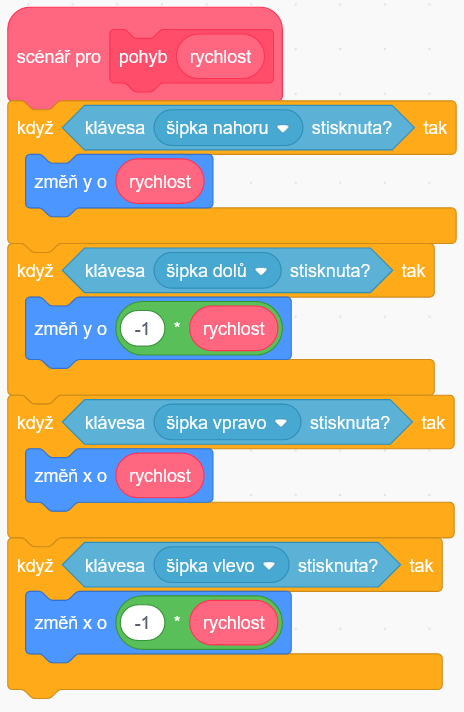 scénář pro pohyb rychlost
když klávesa šipka nahoru stisknuta? tak
změň y o rychlost
když klávesa šipka dolů stisknuta? tak
změň y o -1 * rychlost
když klávesa šipka vpravo stisknuta? tak
změň x o rychlost
když klávesa šipka vlevo stisknuta? tak
změň x o -1 * rychlost